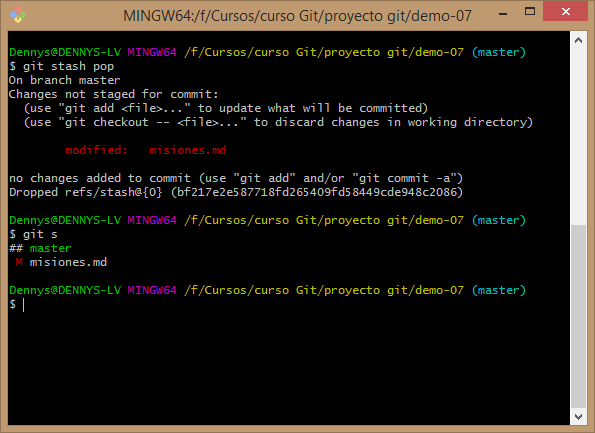 MINGW64:/f/Cursos/curso Git/proyecto git/demo-07
Dennys@DENNYS-LV MINGW64 /f/Cursos/curso Git/proyecto git/demo-07 (master)
$ git stash pop
On branch master
Changes not staged for commit:
  (use "git add <file>..." to update what will be committed)
  (use "git checkout -- <file>..." to discard changes in working directory)
        modified:   misiones.md
no changes added to commit (use "git add" and/or "git commit -a")
Dropped refs/stash@{0} (bf217e2e587718fd265409fd58449cde948c2086)
Dennys@DENNYS-LV MINGW64 /f/Cursos/curso Git/proyecto git/demo-07 (master)
$ git s
## master
 M misiones.md
Dennys@DENNYS-LV MINGW64 /f/Cursos/curso Git/proyecto git/demo-07 (master)
$